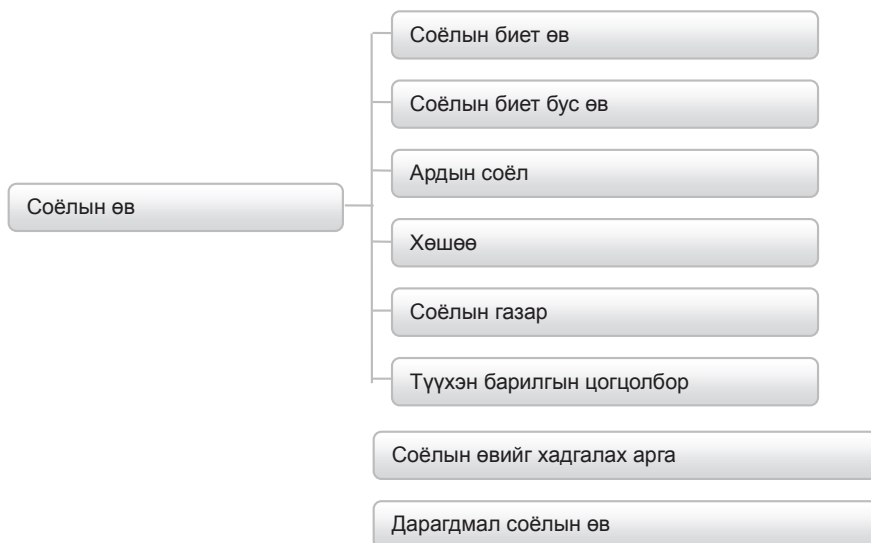 Соёлын өв
Соёлын биет өв
Соёлын биет бус өв
Ардын соёл
Хөшөө
Соёлын газар
Түүхэн барилгын цогцолбор
Соёлын өвийг хадгалах арга
Дарагдмал соёлын өв